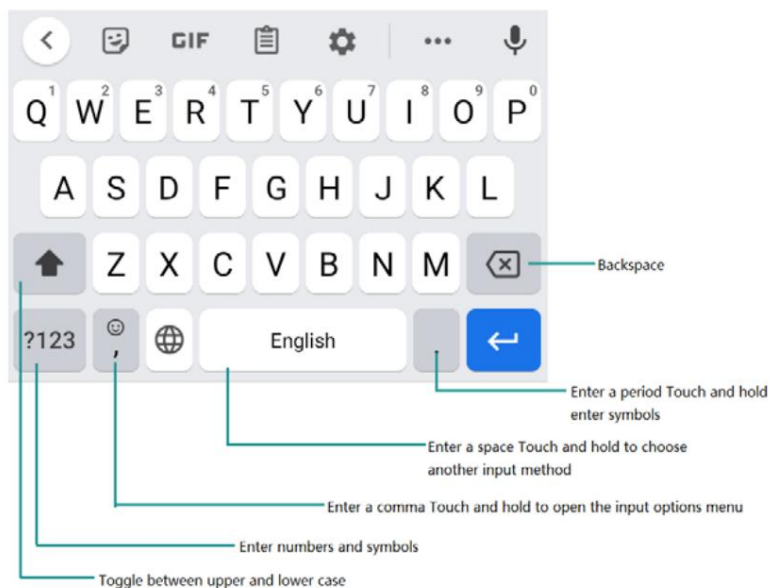 GIF
Q1 W2 E3 R4 T5 Y6 U7 I8 O9 P0
A S D F G H J K L
Z X C V B N M
Backspace
?123 , English .
Enter a period Touch and hold
enter symbols
Enter a space Touch and hold to choose
another input method
Enter a comma Touch and hold to open the input options menu
Enter numbers and symbols
Toggle between upper and lower case